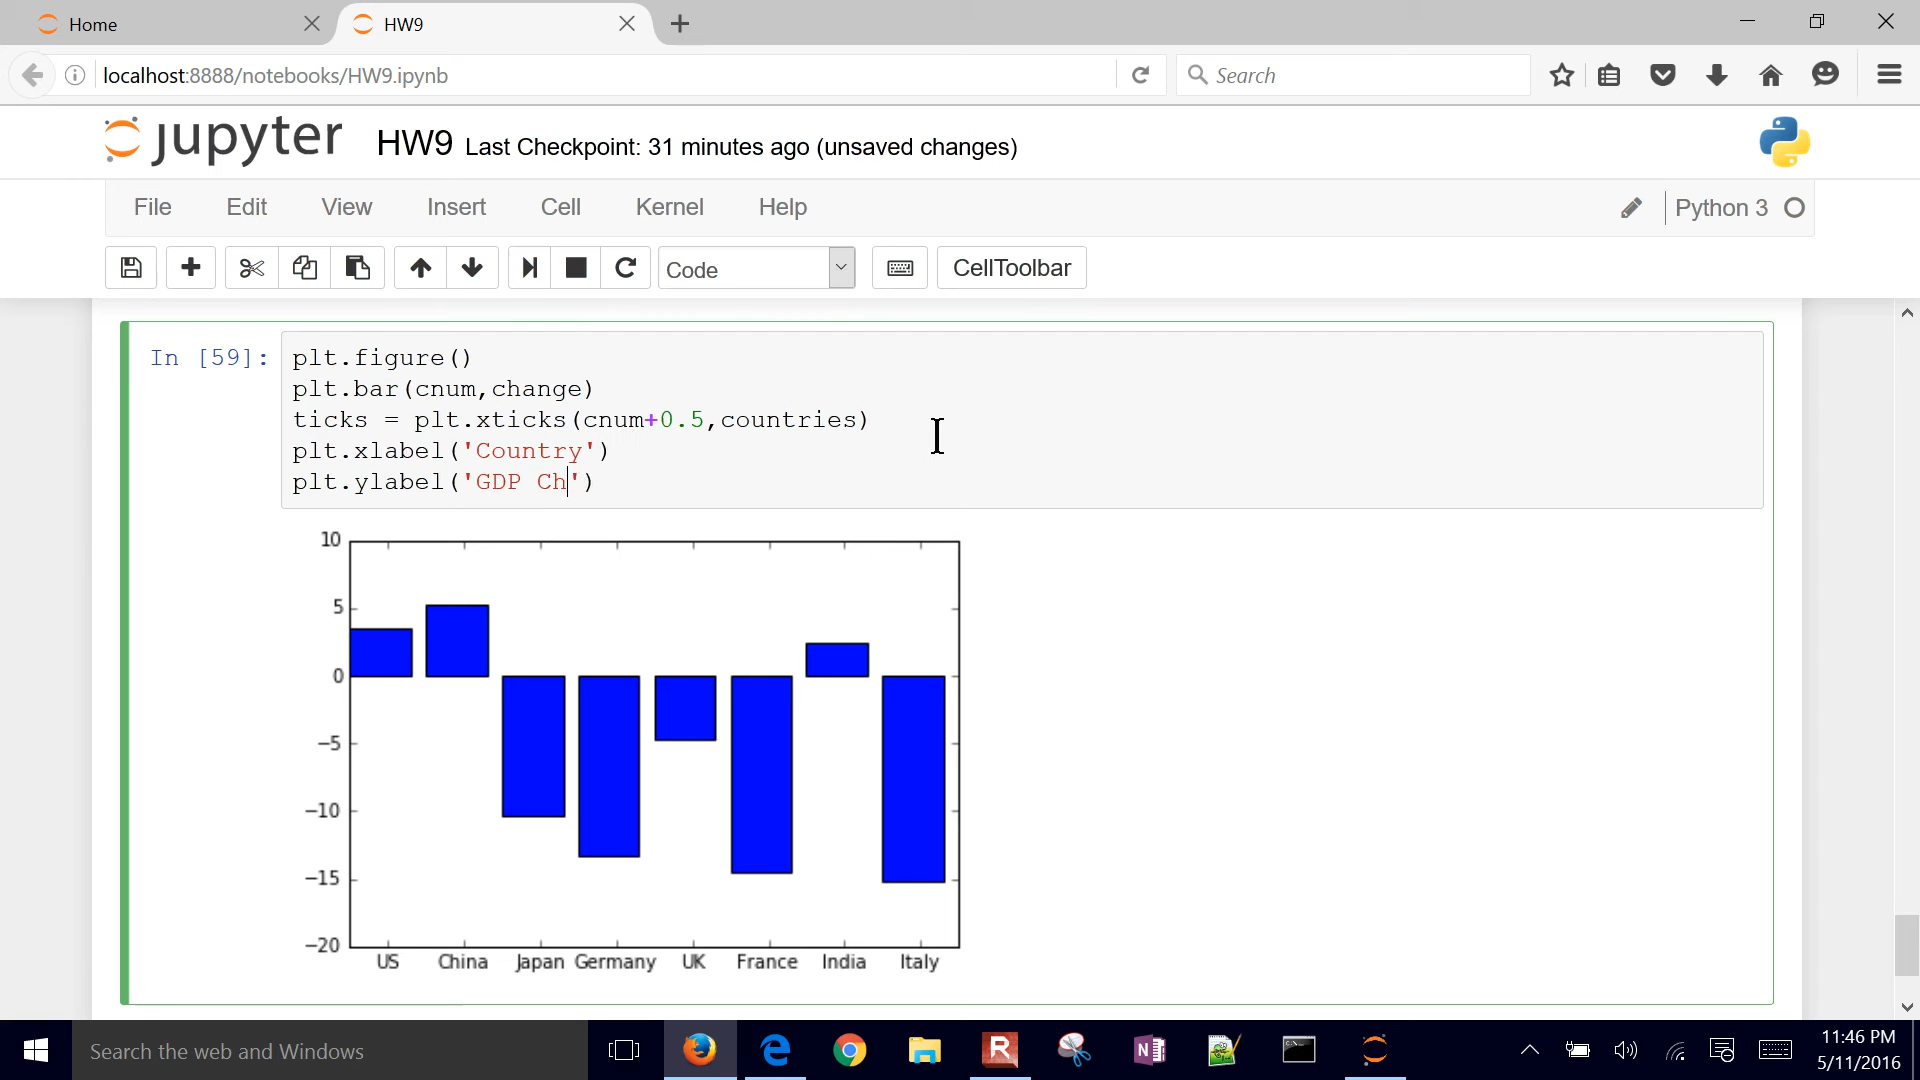 Home
HW9
localhost:8888/notebooks/HW9.ipynb
Search
jupyter
HW9 Last Checkpoint: 31 minutes ago (unsaved changes)
File Edit View Insert Cell Kernel Help
Python 3
Code
CellToolbar
In [59]:
plt.figure()
plt.bar(cnum,change)
ticks = plt.xticks(cnum+0.5,countries)
plt.xlabel('Country')
plt.ylabel('GDP Ch')
10
5
0
−5
−10
−15
−20
US China Japan Germany UK France India Italy
Search the web and Windows
11:46 PM
5/11/2016